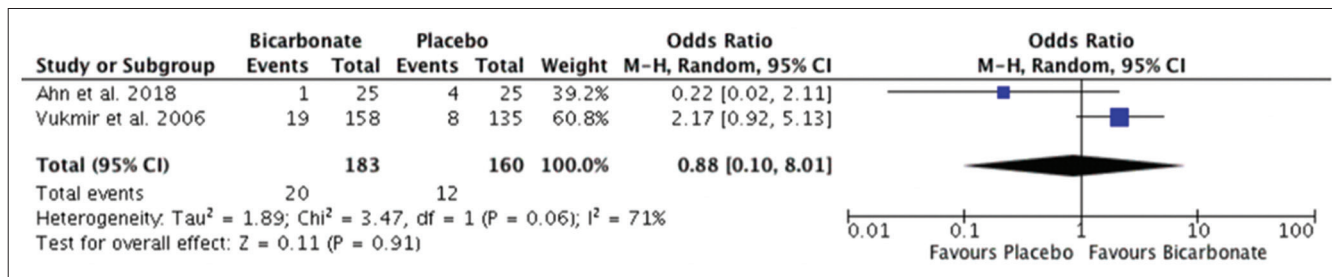 Bicarbonate Placebo Odds Ratio Odds Ratio
Study or Subgroup Events Total Events Total Weight M-H, Random, 95% CI M-H, Random, 95% CI
Ahn et al. 2018 1 25 4 25 39.2% 0.22 [0.02, 2.11]
Vukmir et al. 2006 19 158 8 135 60.8% 2.17 [0.92, 5.13]
Total (95% CI) 183 160 100.0% 0.88 [0.10, 8.01]
Total events 20 12
Heterogeneity: Tau² = 1.89; Chi² = 3.47, df = 1 (P = 0.06); I² = 71%
Test for overall effect: Z = 0.11 (P = 0.91)
0.01 0.1 1 10 100
Favours Placebo Favours Bicarbonate